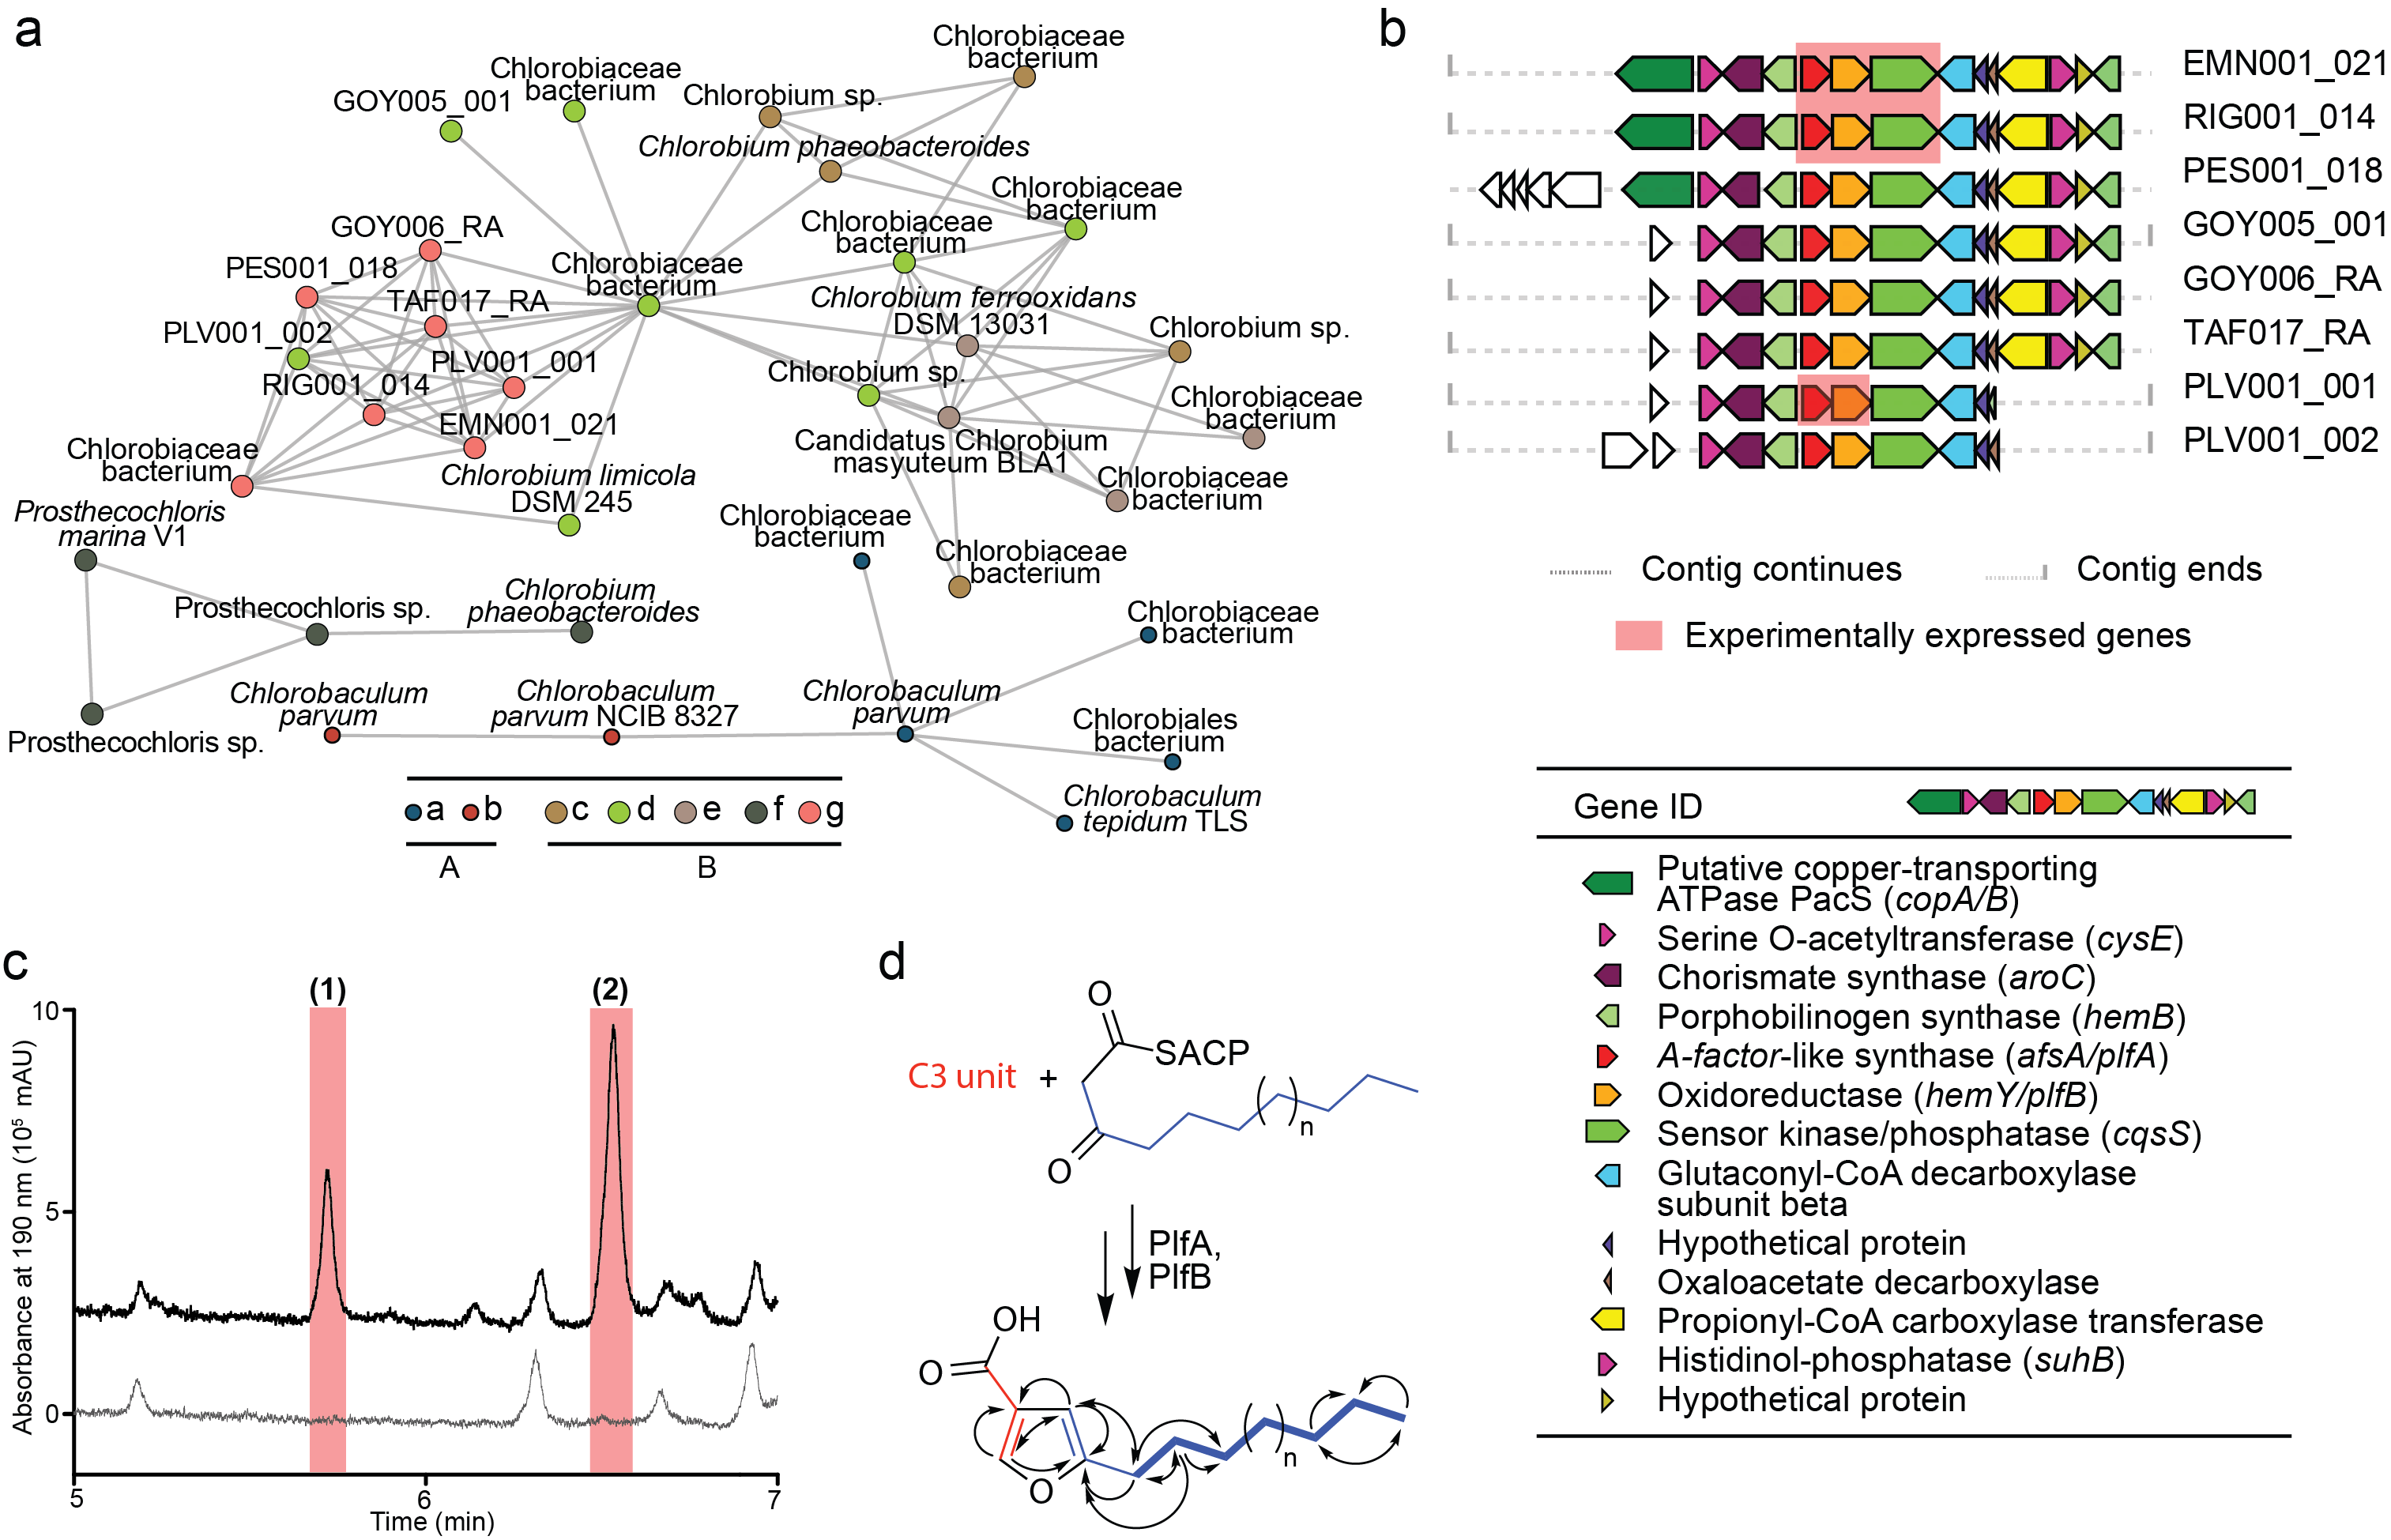 a
Chlorobiaceae
bacterium
Chlorobiaceae
bacterium
GOY005_001
Chlorobium sp.
Chlorobium phaeobacteroides
Chlorobiaceae
bacterium
GOY006_RA
Chlorobiaceae
bacterium
PES001_018
Chlorobiaceae
bacterium
TAF017_RA
Chlorobium ferrooxidans
DSM 13031
PLV001_002
Chlorobium sp.
PLV001_001
Chlorobium sp.
RIG001_014
Chlorobiaceae
bacterium
EMN001_021
Candidatus Chlorobium
masyuteum BLA1
Chlorobiaceae
bacterium
Chlorobium limicola
DSM 245
Chlorobiaceae
bacterium
Prosthecochloris
marina V1
Chlorobiaceae
bacterium
Chlorobiaceae
bacterium
Prosthecochloris sp.
Chlorobium
phaeobacteroides
Chlorobiaceae
bacterium
Chlorobaculum
parvum
Chlorobaculum
parvum NCIB 8327
Chlorobaculum
parvum
Chlorobiales
bacterium
Prosthecochloris sp.
Chlorobaculum
tepidum TLS
a b c d e f g
A B
b
EMN001_021
RIG001_014
PES001_018
GOY005_001
GOY006_RA
TAF017_RA
PLV001_001
PLV001_002
Contig continues
Contig ends
Experimentally expressed genes
Gene ID
Putative copper-transporting
ATPase PacS (copA/B)
Serine O-acetyltransferase (cysE)
Chorismate synthase (aroC)
Porphobilinogen synthase (hemB)
A-factor-like synthase (afsA/plfA)
Oxidoreductase (hemY/plfB)
Sensor kinase/phosphatase (cqsS)
Glutaconyl-CoA decarboxylase
subunit beta
Hypothetical protein
Oxaloacetate decarboxylase
Propionyl-CoA carboxylase transferase
Histidinol-phosphatase (suhB)
Hypothetical protein
c
(1)
(2)
Absorbance at 190 nm (10⁵ mAU)
10
5
0
5
6
7
Time (min)
d
O
C3 unit +
SACP
n
O
PlfA,
PlfB
OH
O
n
O